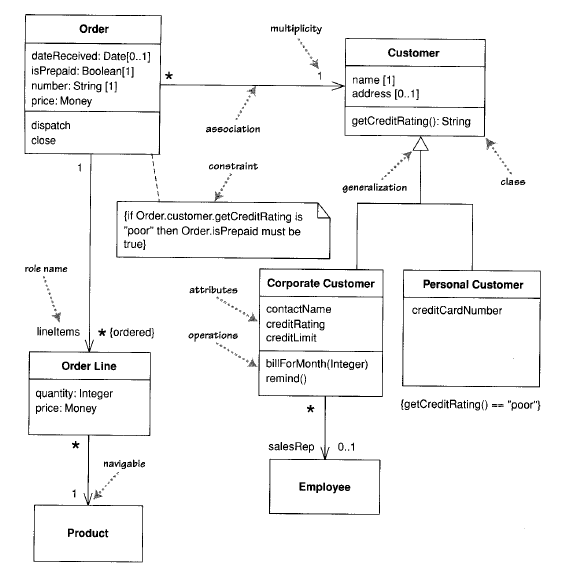 Order
dateReceived: Date[0..1]
isPrepaid: Boolean[1]
number: String [1]
price: Money
dispatch
close
multiplicity
*
1
association
Customer
name [1]
address [0..1]
getCreditRating(): String
generalization
class
1
constraint
{if Order.customer.getCreditRating is
"poor" then Order.isPrepaid must be
true}
role name
lineItems
* {ordered}
attributes
operations
Corporate Customer
contactName
creditRating
creditLimit
billForMonth(Integer)
remind()
Personal Customer
creditCardNumber
{getCreditRating() == "poor"}
Order Line
quantity: Integer
price: Money
*
salesRep
0..1
Employee
*
navigable
1
Product